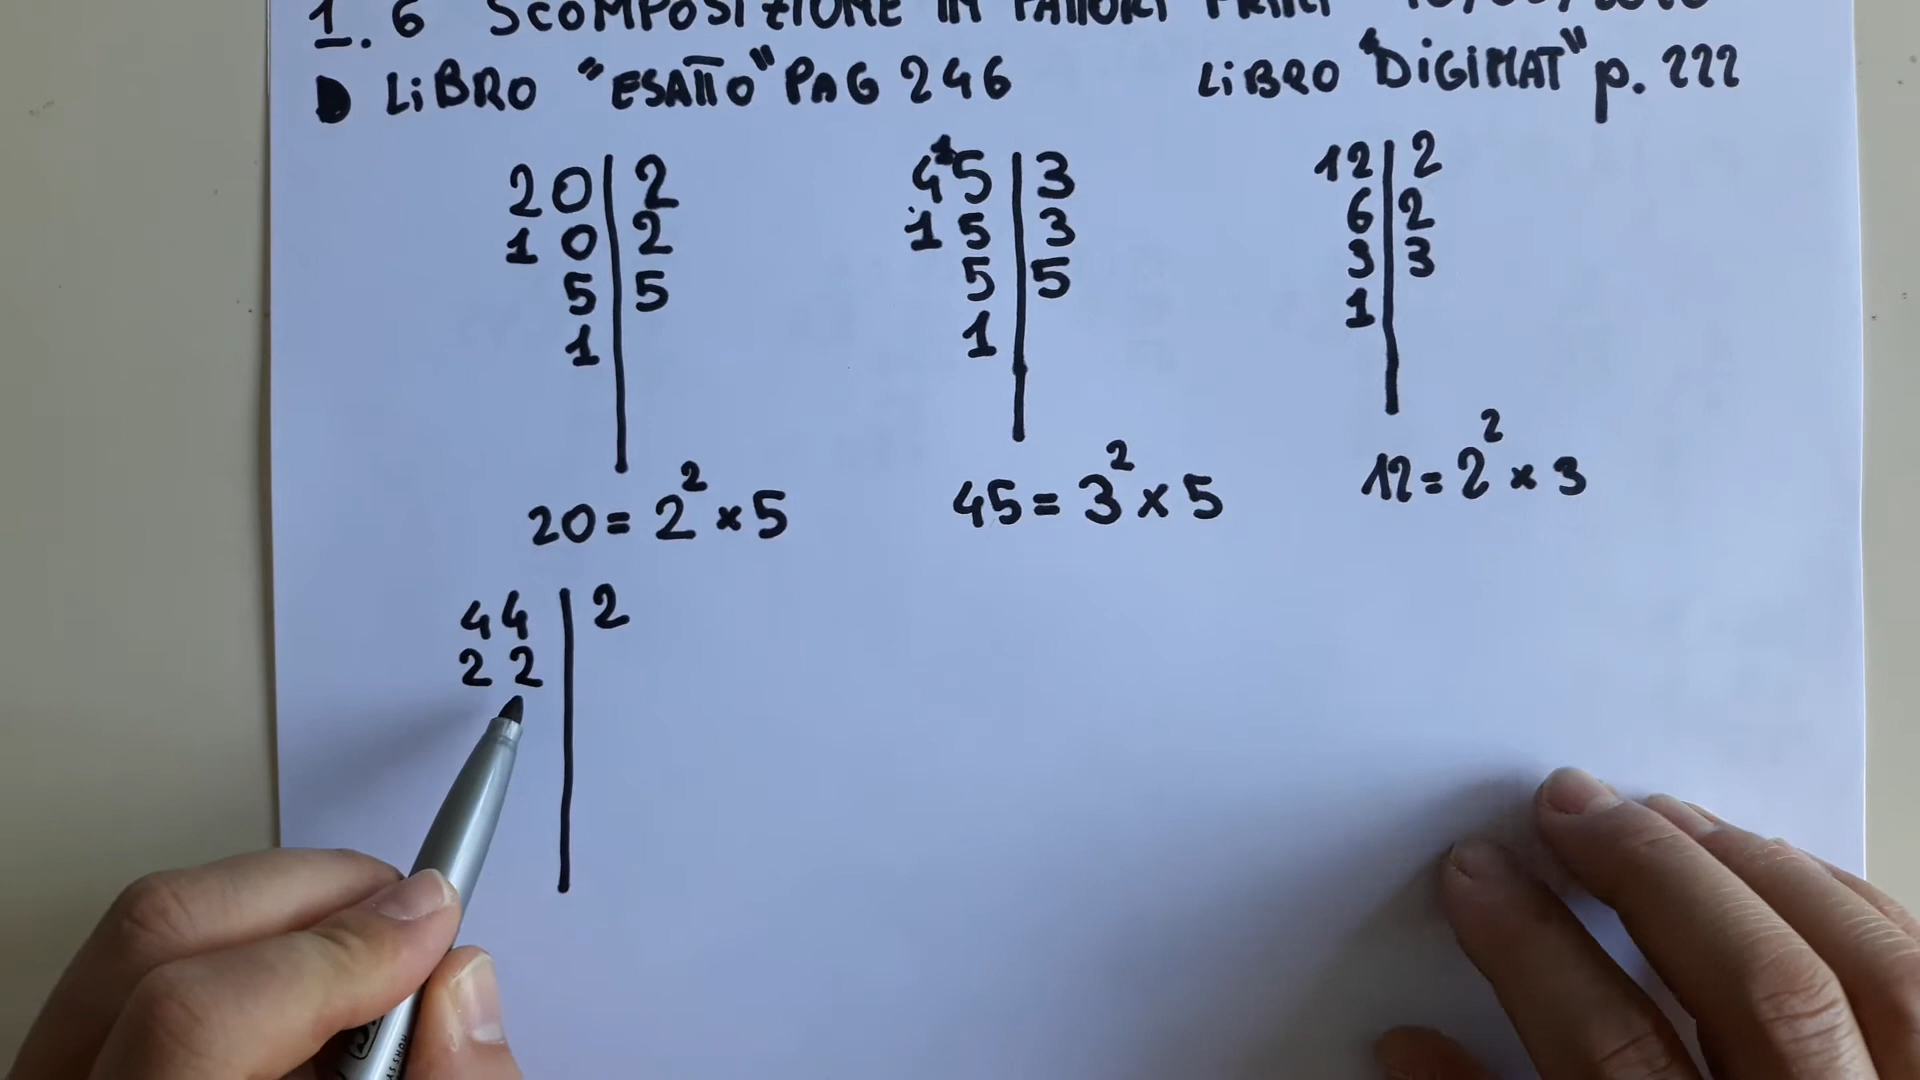 1. 6 SCOMPOSIZIONE IN FATTORI PRIMI
LIBRO "ESATTO" PAG 246 LIBRO "DIGIMAT" p. 222
20 | 2
10 | 2
5 | 5
1
20 = 2² × 5
4¹5 | 3
15 | 3
5 | 5
1
45 = 3² × 5
12 | 2
6 | 2
3 | 3
1
12 = 2² × 3
44 | 2
22